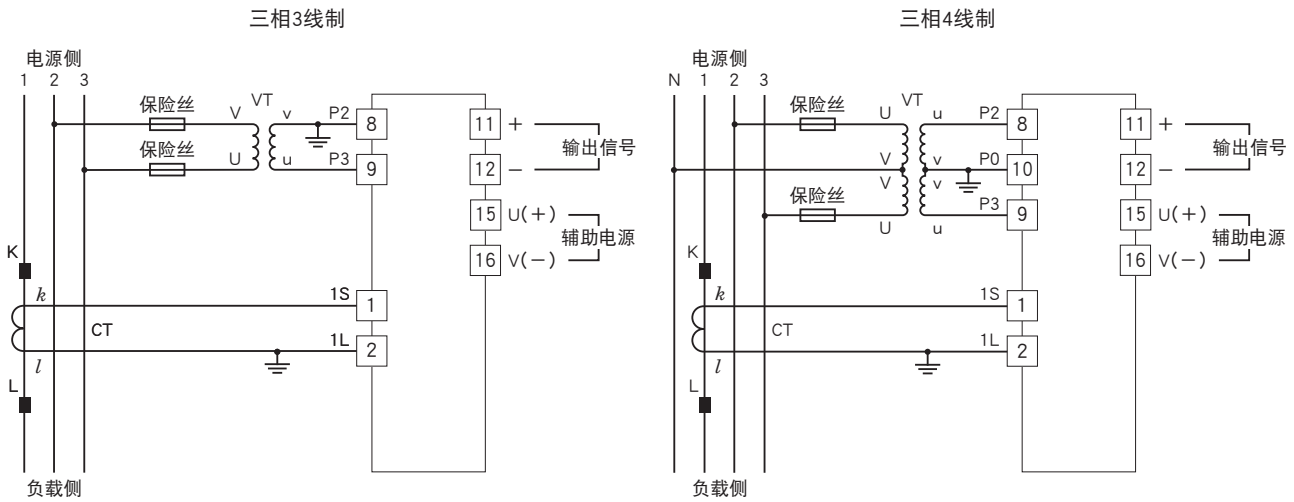 三相3线制
电源侧
1 2 3
保险丝 V VT v P2 8 11 +
输出信号
保险丝 U u P3 9 12 −
15 U(+)
辅助电源
16 V(−)
K
k 1S 1
CT
l 1L 2
L
负载侧
三相4线制
电源侧
N 1 2 3
保险丝 U VT u P2 8 11 +
输出信号
V v P0 10 12 −
V v
保险丝 U u P3 9 15 U(+)
辅助电源
16 V(−)
K
k 1S 1
CT
l 1L 2
L
负载侧